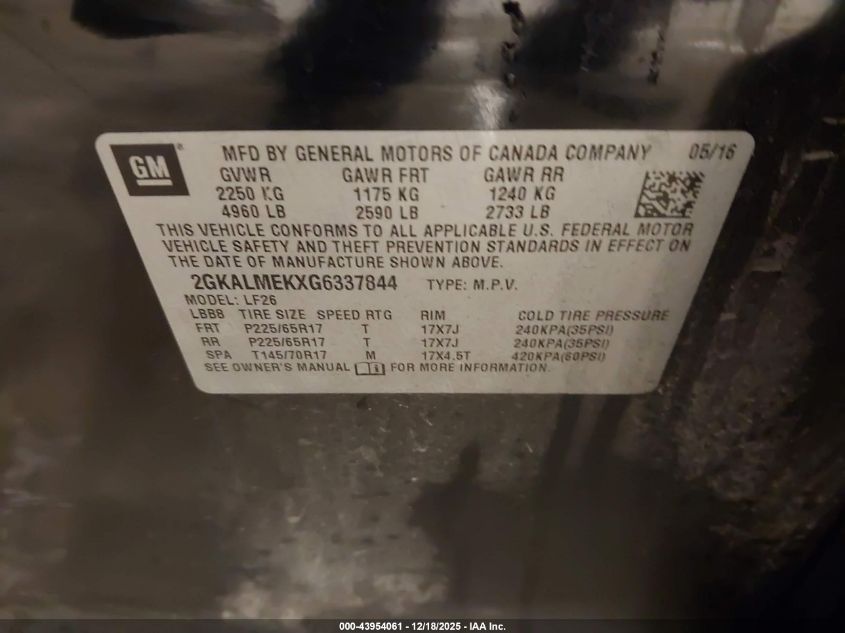 GM ® MFD BY GENERAL MOTORS OF CANADA COMPANY 05/16
GVWR GAWR FRT GAWR RR
2250 KG 1175 KG 1240 KG
4960 LB 2590 LB 2733 LB
THIS VEHICLE CONFORMS TO ALL APPLICABLE U.S. FEDERAL MOTOR
VEHICLE SAFETY AND THEFT PREVENTION STANDARDS IN EFFECT ON
THE DATE OF MANUFACTURE SHOWN ABOVE.
2GKALMEKXG6337844 TYPE: M.P.V.
MODEL: LF26
LBB8 TIRE SIZE SPEED RTG RIM COLD TIRE PRESSURE
FRT P225/65R17 T 17X7J 240KPA(35PSI)
RR P225/65R17 T 17X7J 240KPA(35PSI)
SPA T145/70R17 M 17X4.5T 420KPA(60PSI)
SEE OWNER'S MANUAL FOR MORE INFORMATION
000-43954061 - 12/18/2025 - IAA Inc.